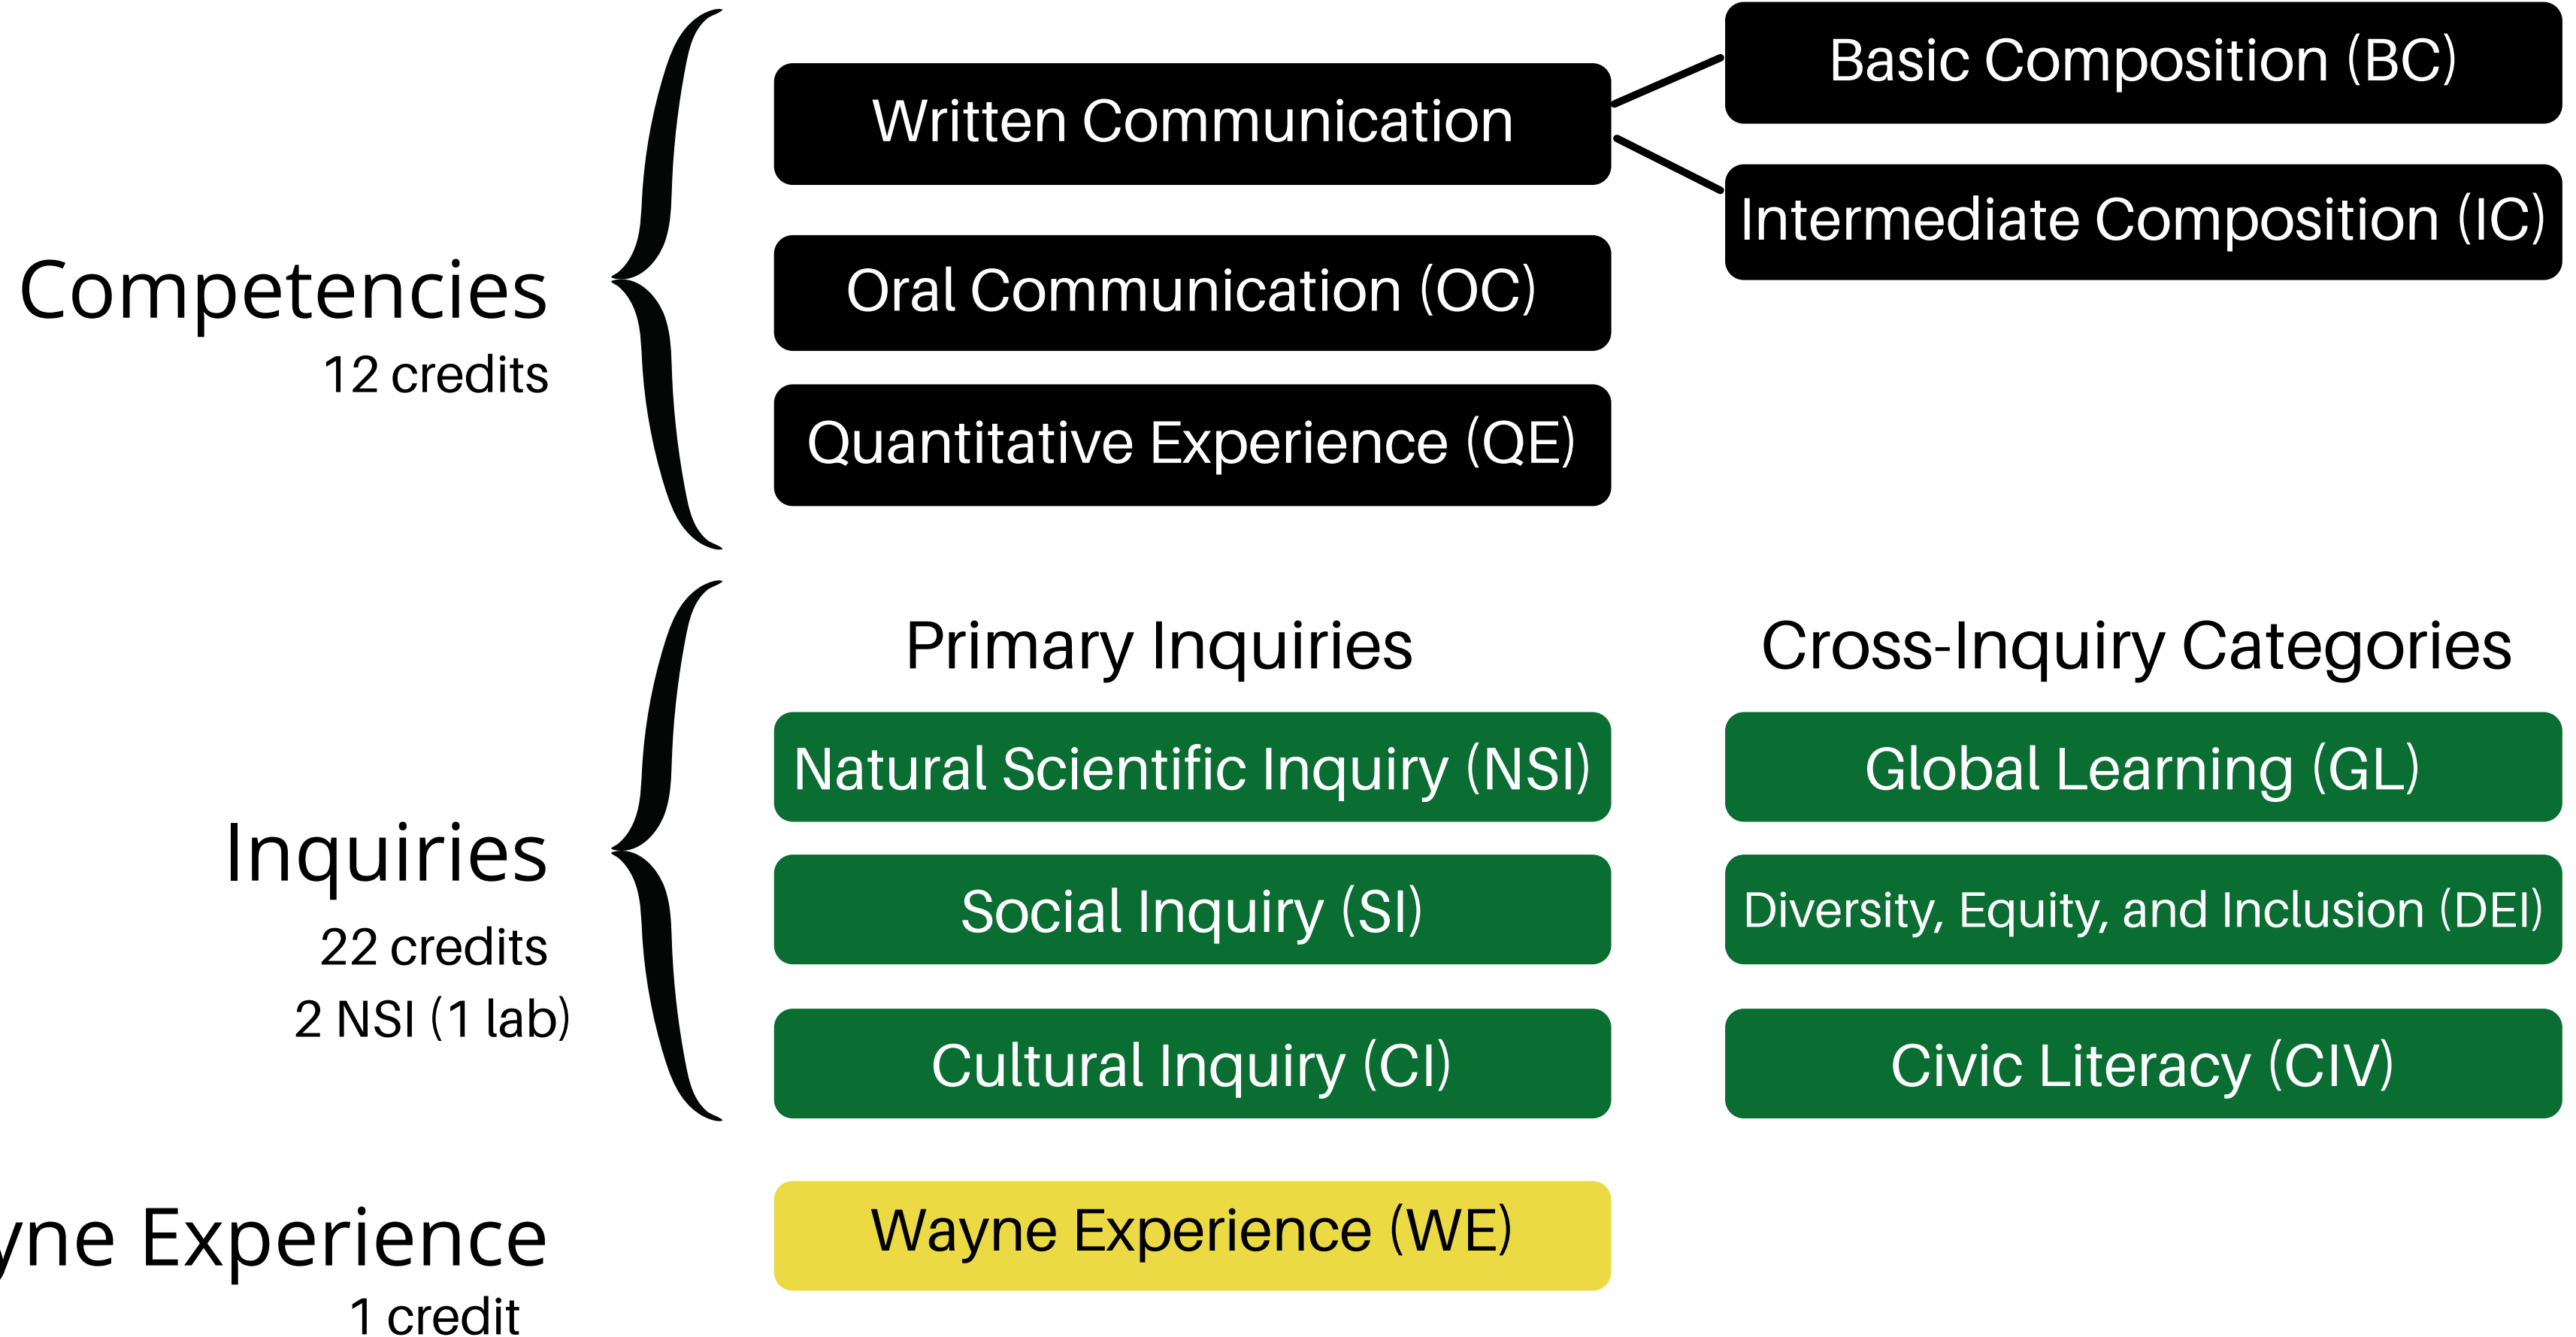 Competencies
12 credits
Written Communication
Basic Composition (BC)
Intermediate Composition (IC)
Oral Communication (OC)
Quantitative Experience (QE)
Inquiries
22 credits
2 NSI (1 lab)
Primary Inquiries
Natural Scientific Inquiry (NSI)
Social Inquiry (SI)
Cultural Inquiry (CI)
Cross-Inquiry Categories
Global Learning (GL)
Diversity, Equity, and Inclusion (DEI)
Civic Literacy (CIV)
yne Experience
1 credit
Wayne Experience (WE)